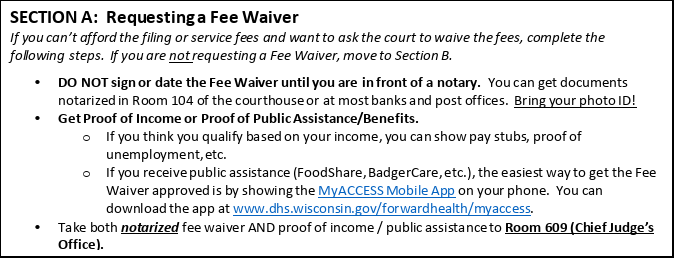 SECTION A: Requesting a Fee Waiver
If you can't afford the filing or service fees and want to ask the court to waive the fees, complete the
following steps. If you are not requesting a Fee Waiver, move to Section B.
• DO NOT sign or date the Fee Waiver until you are in front of a notary. You can get documents
notarized in Room 104 of the courthouse or at most banks and post offices. Bring your photo ID!
• Get Proof of Income or Proof of Public Assistance/Benefits.
o If you think you qualify based on your income, you can show pay stubs, proof of
unemployment, etc.
o If you receive public assistance (FoodShare, BadgerCare, etc.), the easiest way to get the Fee
Waiver approved is by showing the MyACCESS Mobile App on your phone. You can
download the app at www.dhs.wisconsin.gov/forwardhealth/myaccess.
• Take both notarized fee waiver AND proof of income / public assistance to Room 609 (Chief Judge's
Office).